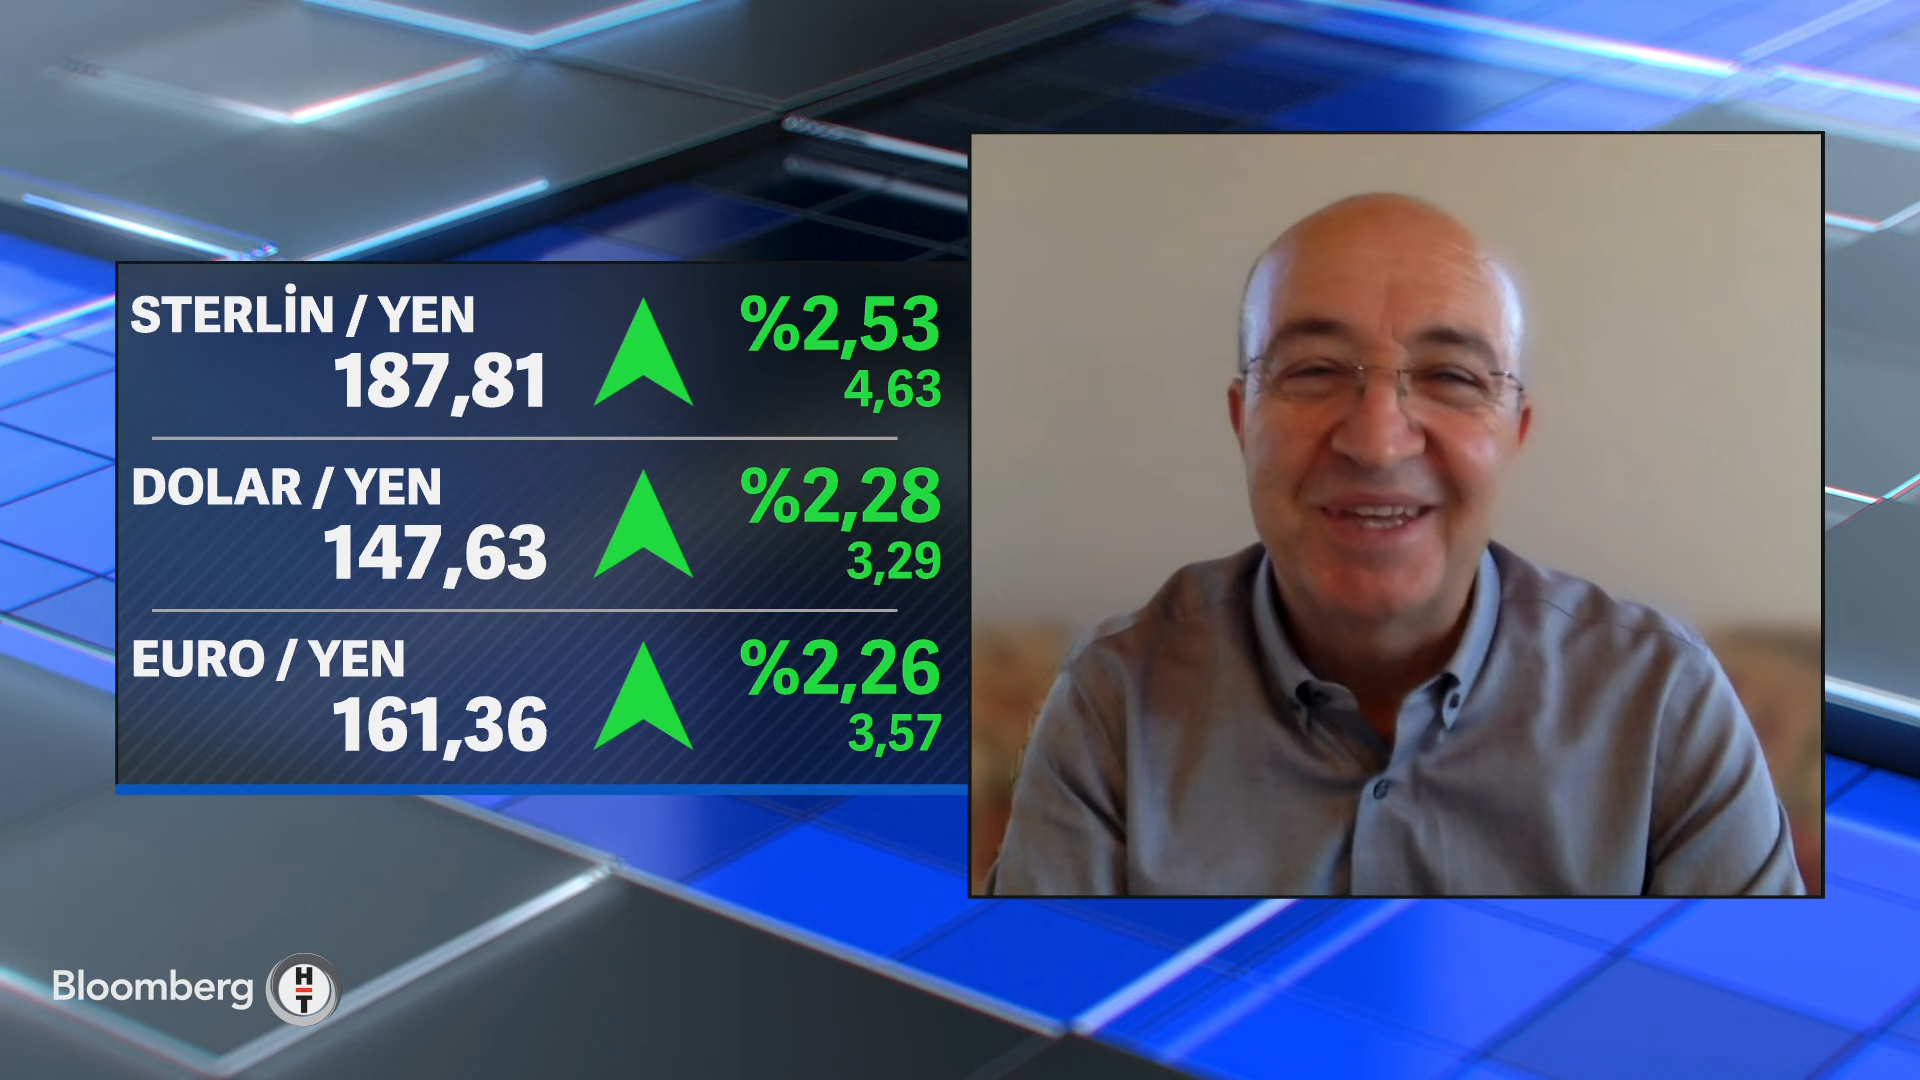 STERLİN / YEN
187,81
%2,53
4,63
DOLAR / YEN
147,63
%2,28
3,29
EURO / YEN
161,36
%2,26
3,57
Bloomberg HT